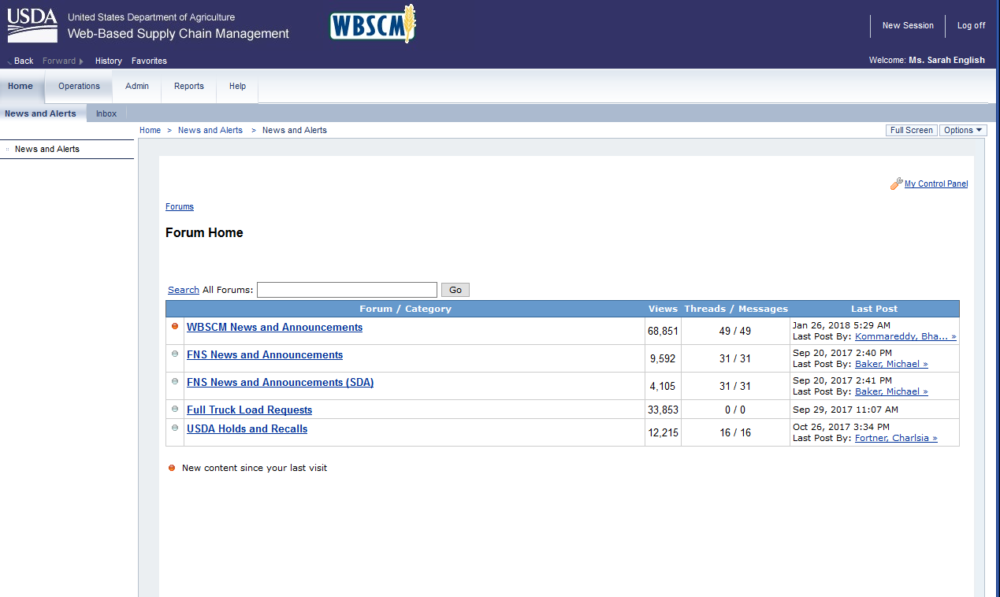 USDA
United States Department of Agriculture
Web-Based Supply Chain Management
WBSCM
New Session
Log off
Back Forward History Favorites
Welcome: Ms. Sarah English
Home Operations Admin Reports Help
News and Alerts Inbox
Home > News and Alerts > News and Alerts
Full Screen Options
News and Alerts
My Control Panel
Forums
Forum Home
Search All Forums: Go
Forum / Category Views Threads / Messages Last Post
WBSCM News and Announcements 68,851 49 / 49 Jan 26, 2018 5:29 AM
Last Post By: Kommareddy, Bha... »
FNS News and Announcements 9,592 31 / 31 Sep 20, 2017 2:40 PM
Last Post By: Baker, Michael »
FNS News and Announcements (SDA) 4,105 31 / 31 Sep 20, 2017 2:41 PM
Last Post By: Baker, Michael »
Full Truck Load Requests 33,853 0 / 0 Sep 29, 2017 11:07 AM
USDA Holds and Recalls 12,215 16 / 16 Oct 26, 2017 3:34 PM
Last Post By: Fortner, Charlsia »
New content since your last visit